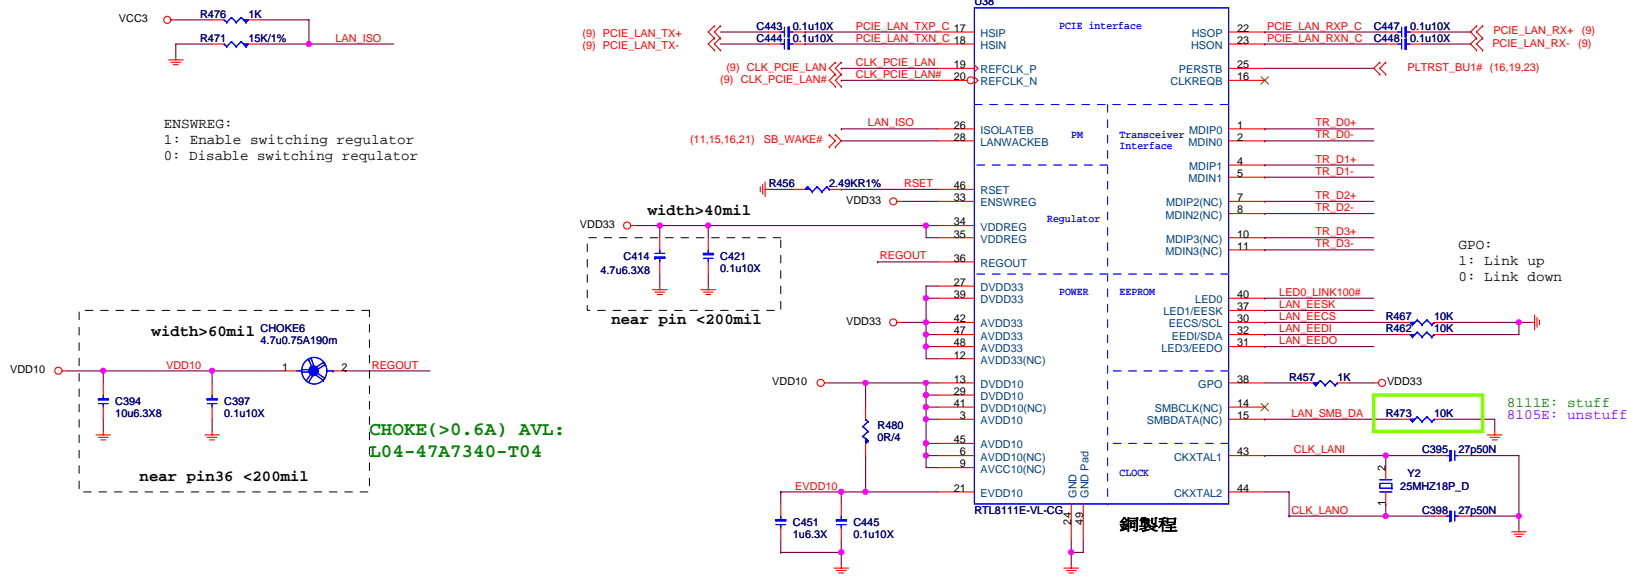 VCC3
R476 1K
R471 15K/1% LAN_ISO
ENSWREG:
1: Enable switching regulator
0: Disable switching regulator
width>60mil
CHOKE6
4.7u0.75A190m
VDD10 VDD10 1 2 REGOUT
C394
10u6.3X8
C397
0.1u10X
near pin36 <200mil
CHOKE(>0.6A) AVL:
L04-47A7340-T04
U38
(9) PCIE_LAN_TX+ C443 0.1u10X PCIE_LAN_TXP_C 17 HSIP
(9) PCIE_LAN_TX- C444 0.1u10X PCIE_LAN_TXN_C 18 HSIN
(9) CLK_PCIE_LAN CLK_PCIE_LAN 19 REFCLK_P
(9) CLK_PCIE_LAN# CLK_PCIE_LAN# 20 REFCLK_N
LAN_ISO 26 ISOLATEB
(11,15,16,21) SB_WAKE# 28 LANWACKEB
R456 2.49KR1% RSET 46 RSET
VDD33 33 ENSWREG
width>40mil
VDD33 34 VDDREG
35 VDDREG
C414
4.7u6.3X8
C421
0.1u10X
near pin <200mil
REGOUT 36 REGOUT
27 DVDD33
39 DVDD33
VDD33 42 AVDD33
47 AVDD33
48 AVDD33
12 AVDD33(NC)
VDD10 13 DVDD10
29 DVDD10
41 DVDD10(NC)
3 AVDD10
R480
0R/4
45 AVDD10
6 AVDD10(NC)
9 AVCC10(NC)
EVDD10 21 EVDD10
C451
1u6.3X
C445
0.1u10X
RTL8111E-VL-CG
PCIE interface
PM
Transceiver
Interface
Regulator
POWER
EEPROM
CLOCK
GND
GND Pad
24
49
銅製程
HSOP 22 PCIE_LAN_RXP_C C447 0.1u10X PCIE_LAN_RX+ (9)
HSON 23 PCIE_LAN_RXN_C C448 0.1u10X PCIE_LAN_RX- (9)
PERSTB 25 PLTRST_BU1# (16,19,23)
CLKREQB 16
MDIP0 1 TR_D0+
MDIN0 2 TR_D0-
MDIP1 4 TR_D1+
MDIN1 5 TR_D1-
MDIP2(NC) 7 TR_D2+
MDIN2(NC) 8 TR_D2-
MDIP3(NC) 10 TR_D3+
MDIN3(NC) 11 TR_D3-
GPO:
1: Link up
0: Link down
LED0 40 LED0_LINK100#
LED1/EESK 37 LAN_EESK
EECS/SCL 30 LAN_EECS R467 10K
EEDI/SDA 32 LAN_EEDI R462 10K
LED3/EEDO 31 LAN_EEDO
GPO 38 R457 1K VDD33
SMBCLK(NC) 14
SMBDATA(NC) 15 LAN_SMB_DA R473 10K
8111E: stuff
8105E: unstuff
CKXTAL1 43 CLK_LANI C395 27p50N
2
Y2
25MHZ18P_D
1
CKXTAL2 44 CLK_LANO C398 27p50N